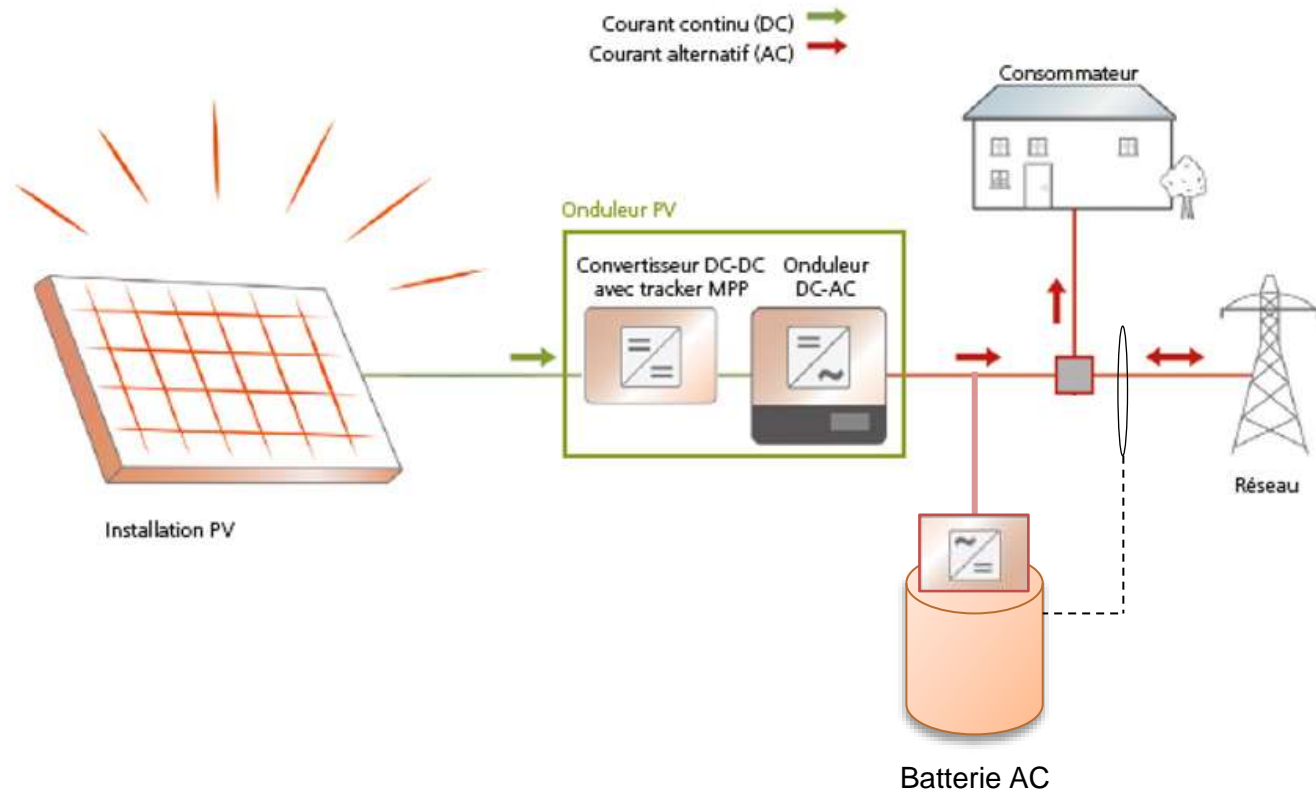 Courant continu (DC)
Courant alternatif (AC)
Consommateur
Onduleur PV
Convertisseur DC-DC
avec tracker MPP
Onduleur
DC-AC
Réseau
Installation PV
Batterie AC